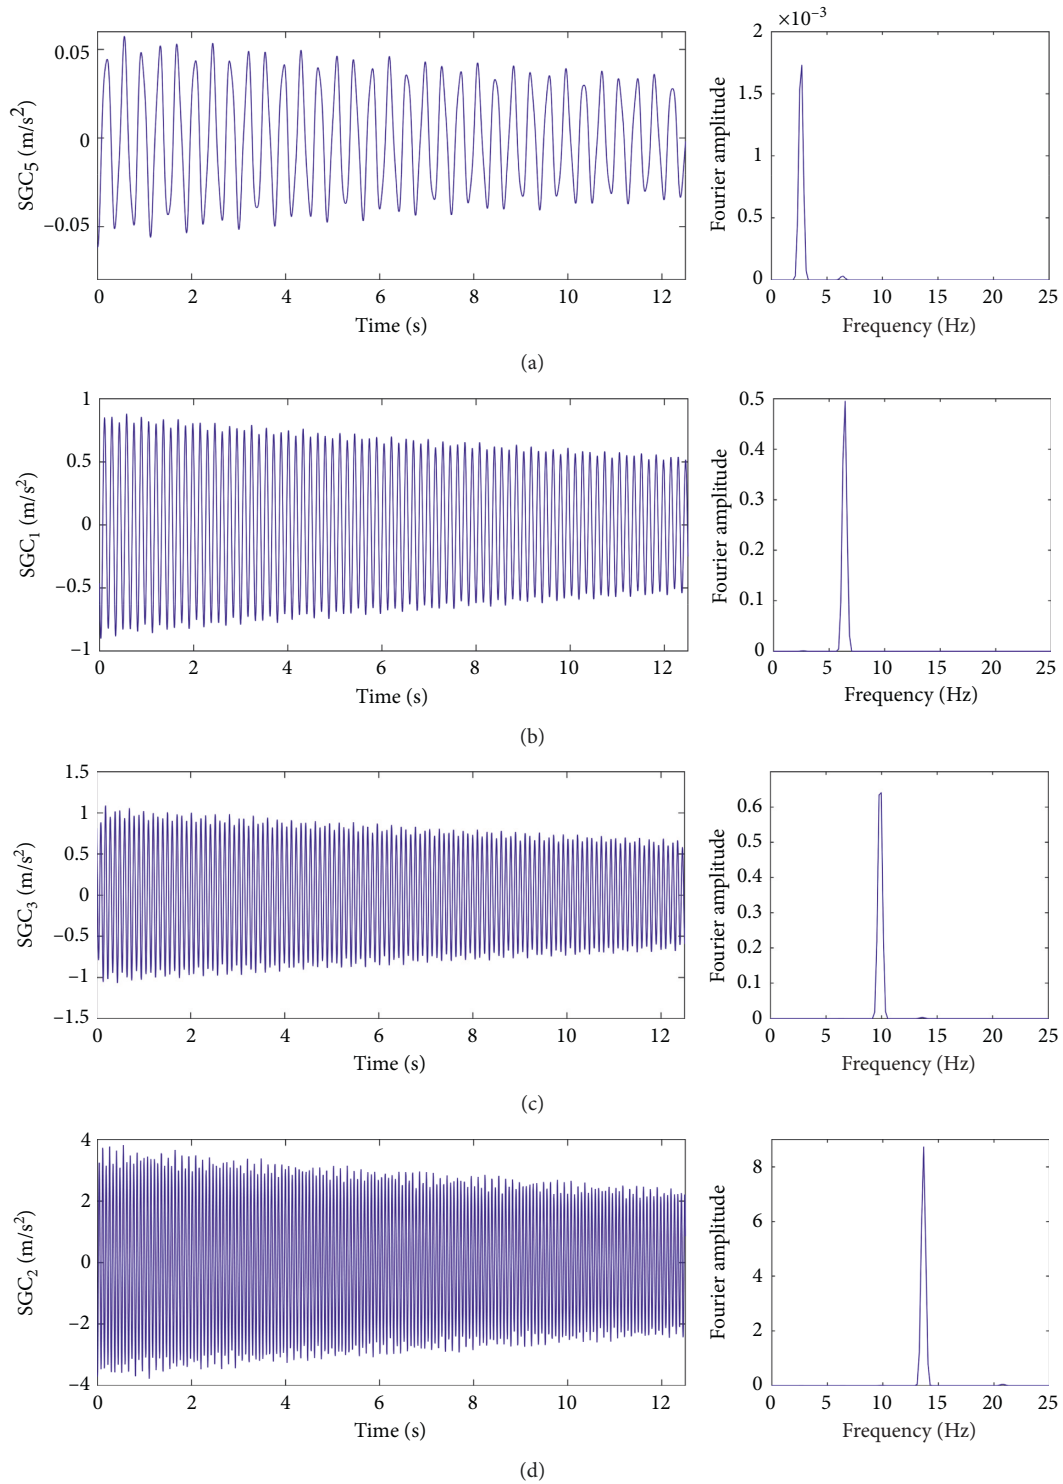 0.05
0
–0.05
SGC5 (m/s²)
0 2 4 6 8 10 12
Time (s)
×10–3
2
1.5
1
0.5
0
Fourier amplitude
0 5 10 15 20 25
Frequency (Hz)
(a)
1
0.5
0
–0.5
–1
SGC1 (m/s²)
0 2 4 6 8 10 12
Time (s)
0.5
0.4
0.3
0.2
0.1
0
Fourier amplitude
0 5 10 15 20 25
Frequency (Hz)
(b)
1.5
1
0.5
0
–0.5
–1
–1.5
SGC3 (m/s²)
0 2 4 6 8 10 12
Time (s)
0.6
0.5
0.4
0.3
0.2
0.1
0
Fourier amplitude
0 5 10 15 20 25
Frequency (Hz)
(c)
4
2
0
–2
–4
SGC2 (m/s²)
0 2 4 6 8 10 12
Time (s)
8
6
4
2
0
Fourier amplitude
0 5 10 15 20 25
Frequency (Hz)
(d)